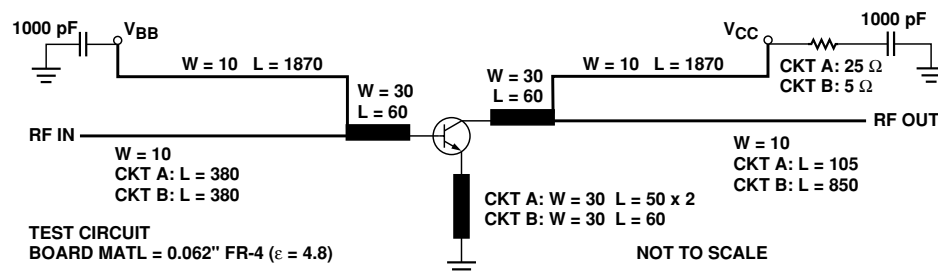 1000 pF
VBB
W = 10 L = 1870
W = 30
L = 60
RF IN
W = 10
CKT A: L = 380
CKT B: L = 380
VCC
1000 pF
CKT A: 25 Ω
CKT B: 5 Ω
W = 30
L = 60
W = 10 L = 1870
RF OUT
W = 10
CKT A: L = 105
CKT B: L = 850
CKT A: W = 30 L = 50 x 2
CKT B: W = 30 L = 60
TEST CIRCUIT
BOARD MATL = 0.062" FR-4 (ε = 4.8)
NOT TO SCALE